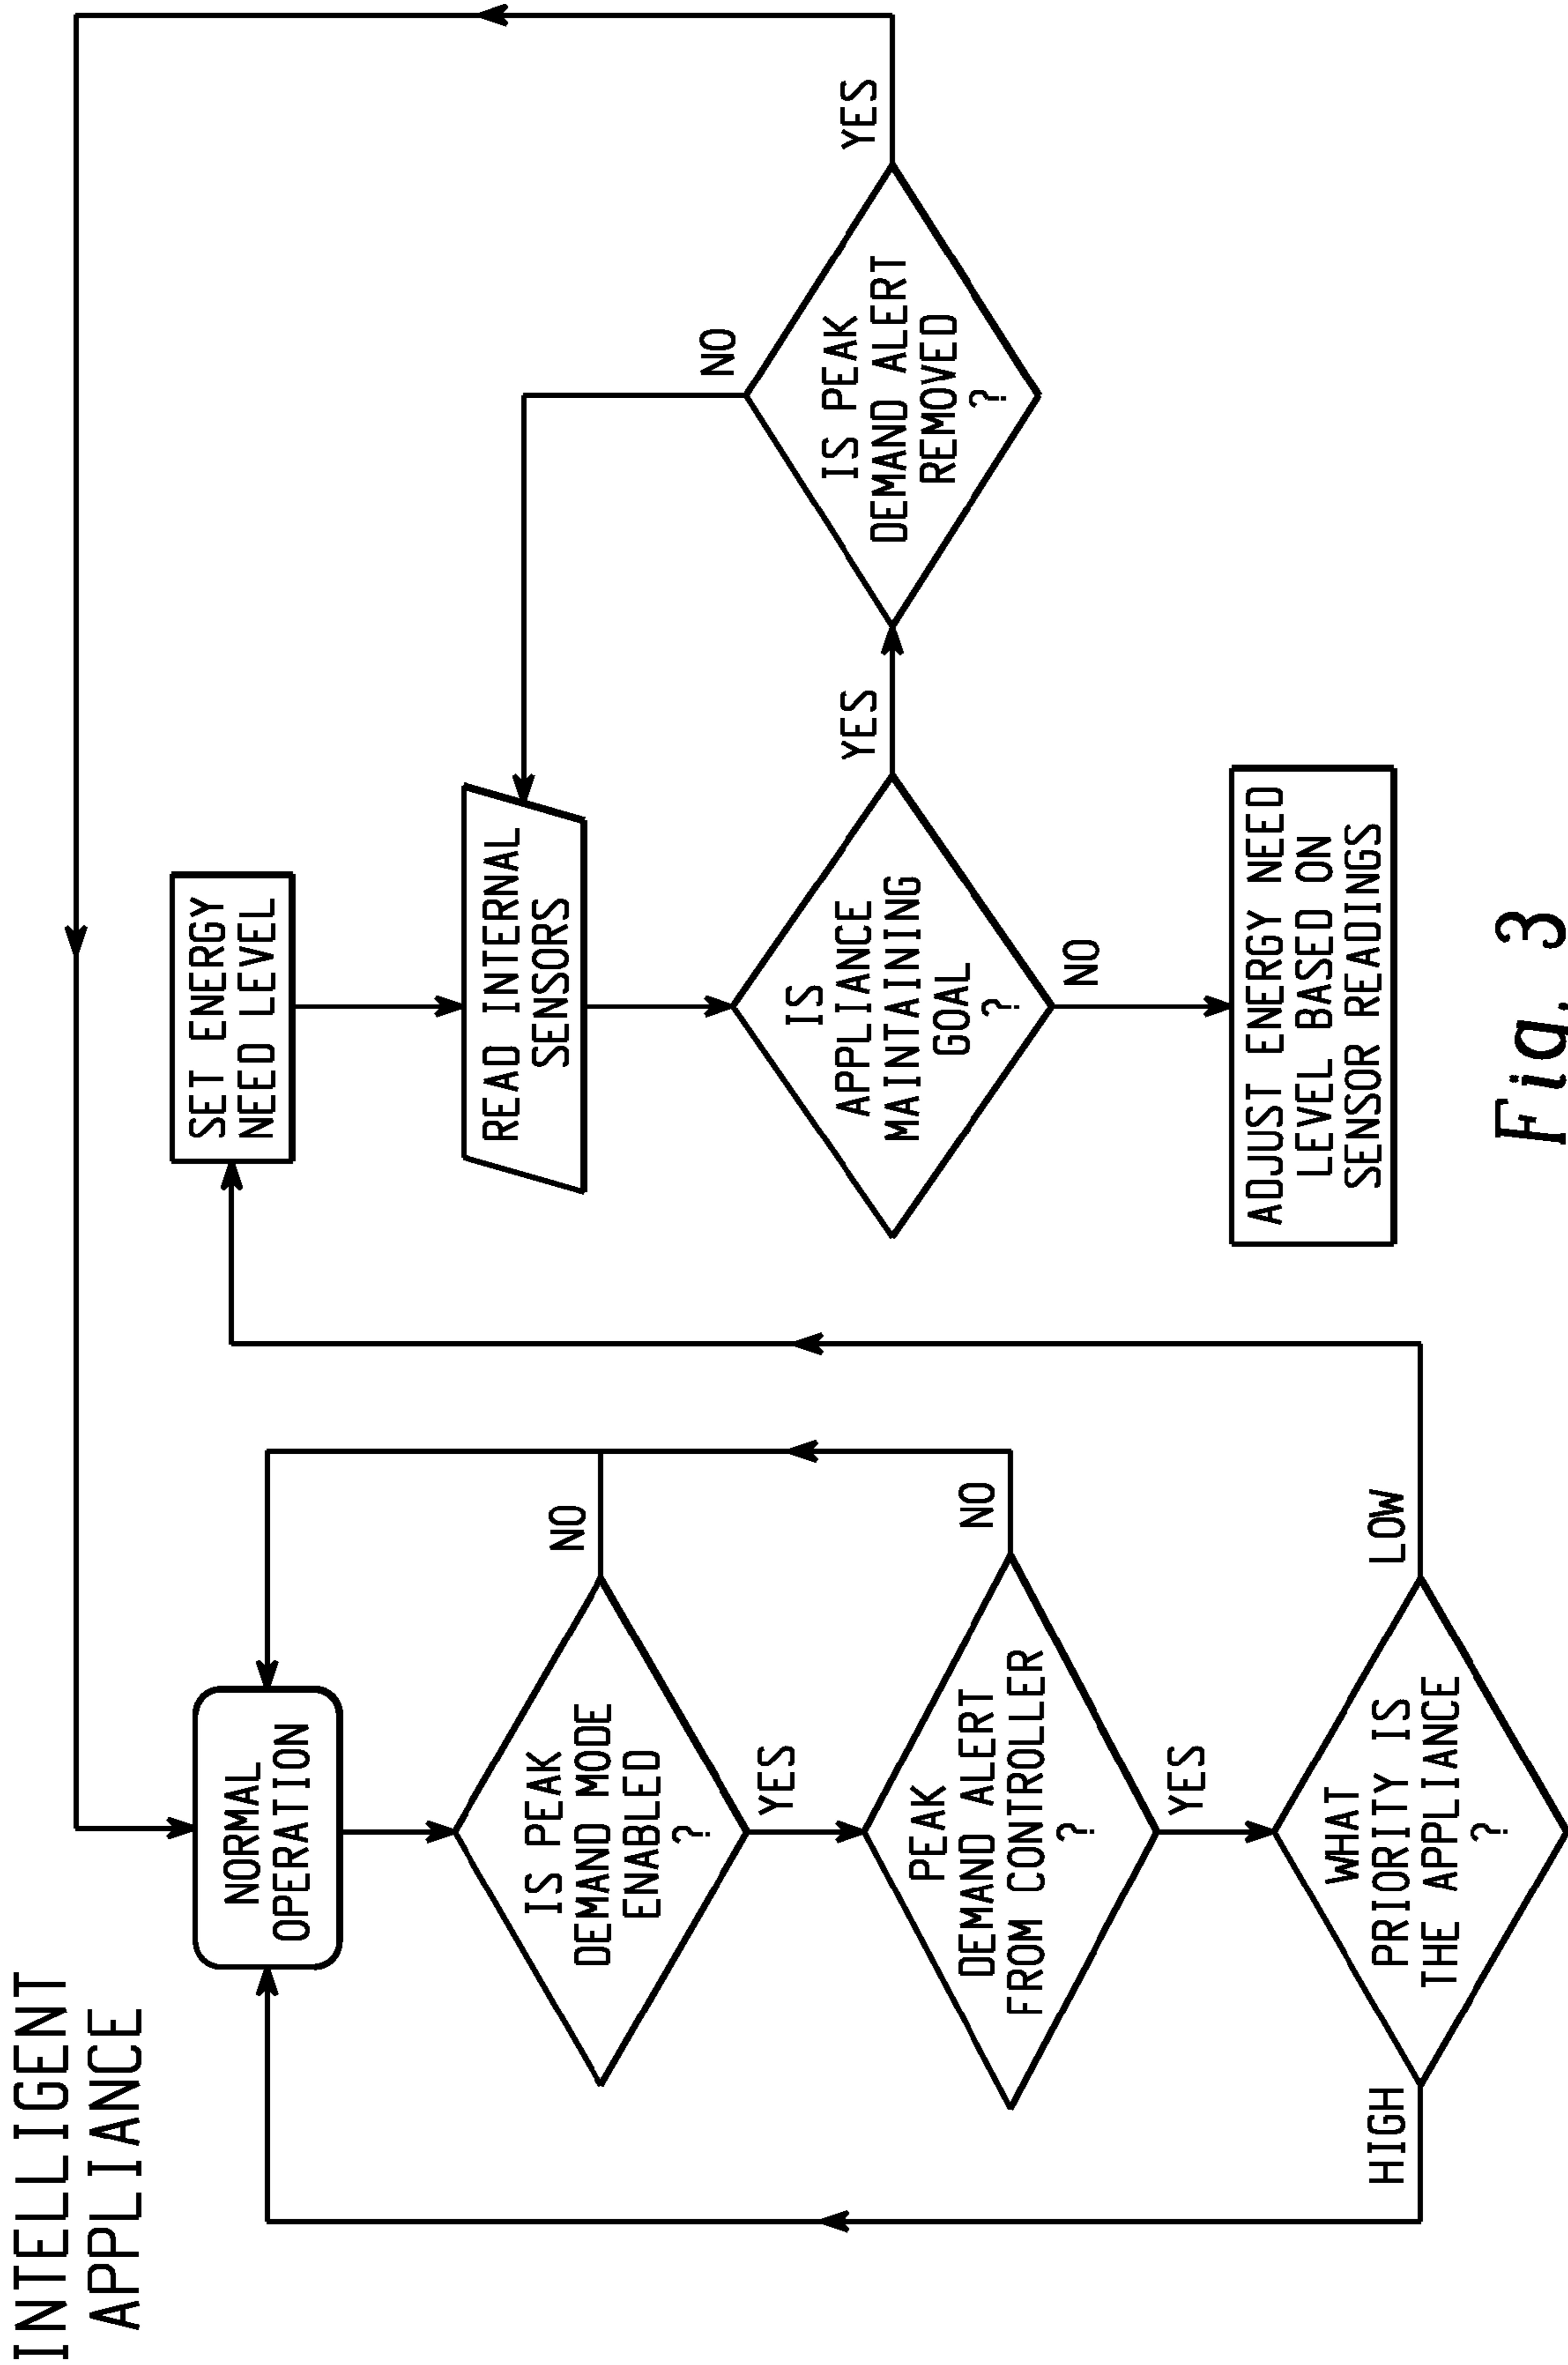 INTELLIGENT
APPLIANCE
NORMAL
OPERATION
IS PEAK
DEMAND MODE
ENABLED
?
NO
YES
PEAK
DEMAND ALERT
FROM CONTROLLER
?
NO
YES
WHAT
PRIORITY IS
THE APPLIANCE
?
HIGH
LOW
SET ENERGY
NEED LEVEL
READ INTERNAL
SENSORS
IS
APPLIANCE
MAINTAINING
GOAL
?
YES
NO
ADJUST ENERGY NEED
LEVEL BASED ON
SENSOR READINGS
IS PEAK
DEMAND ALERT
REMOVED
?
NO
YES
Fig. 3